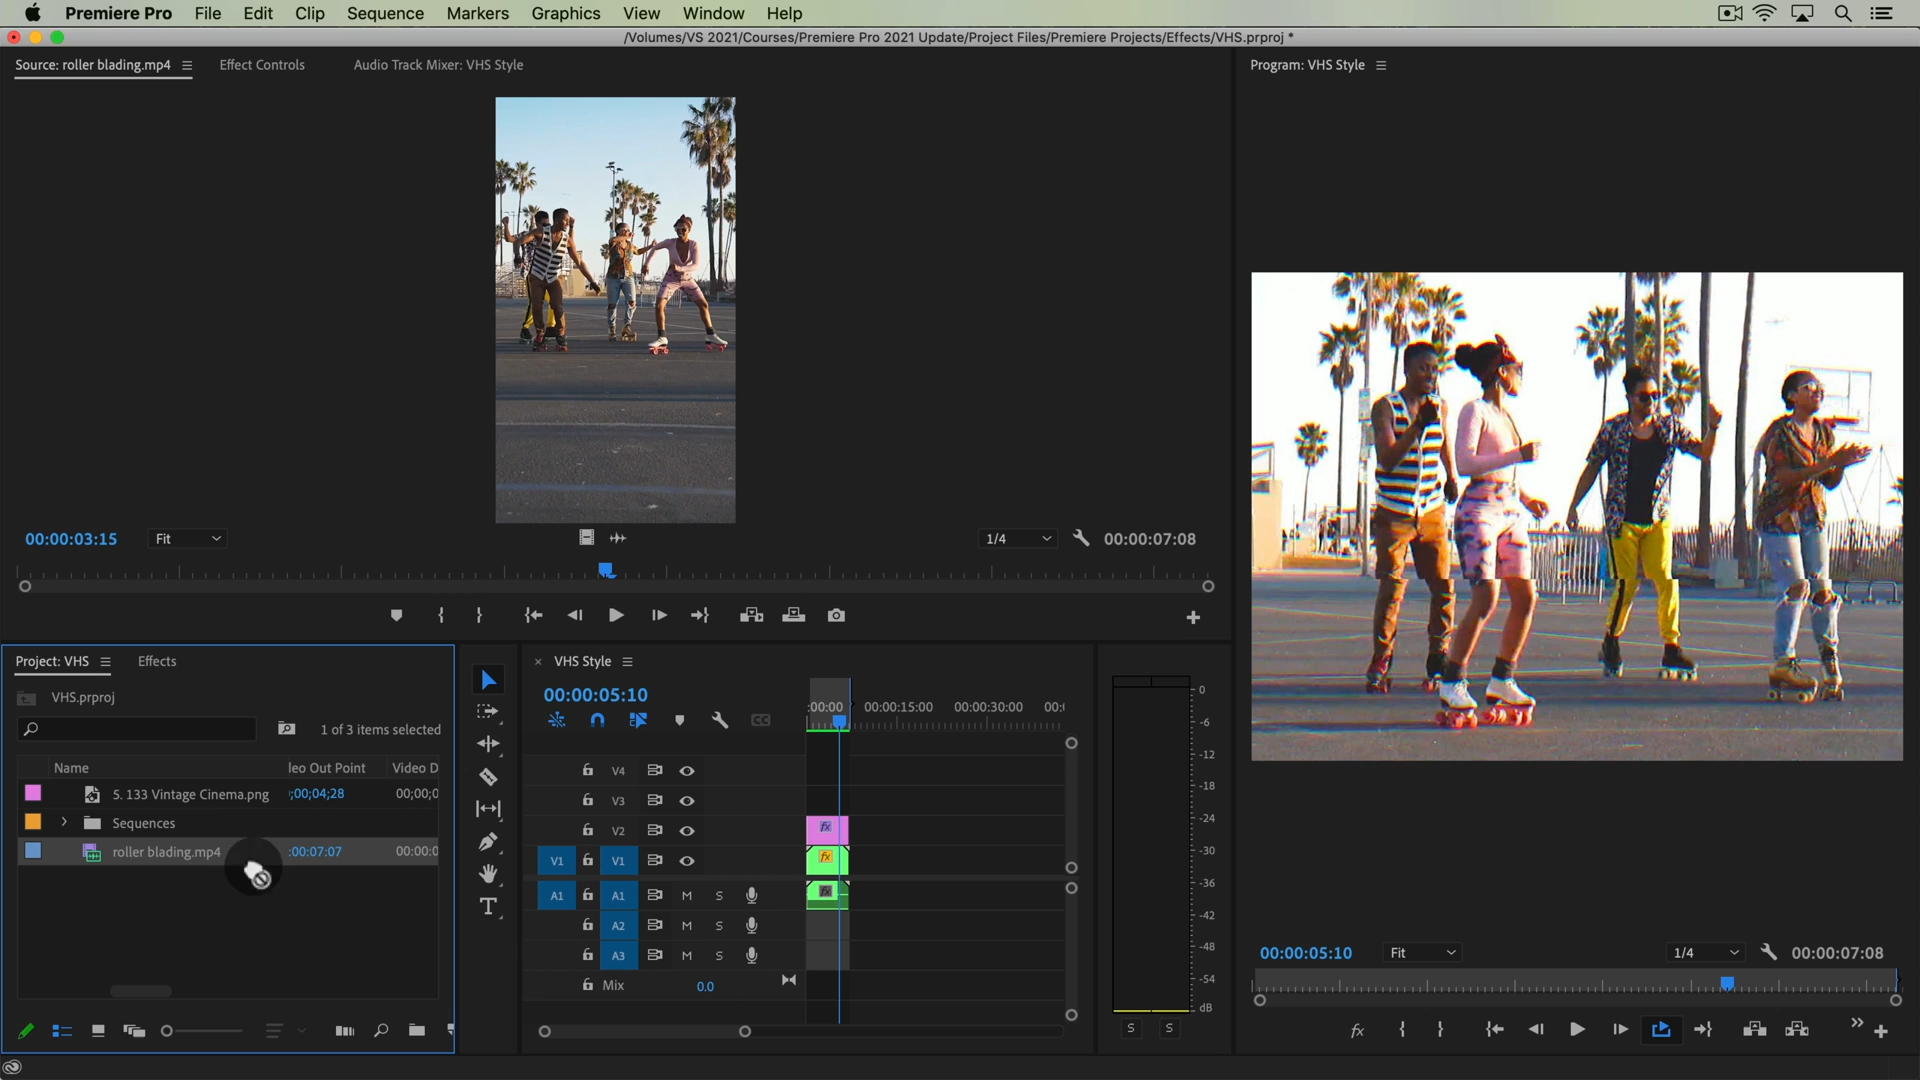 Premiere Pro File Edit Clip Sequence Markers Graphics View Window Help
/Volumes/VS 2021/Courses/Premiere Pro 2021 Update/Project Files/Premiere Projects/Effects/VHS.prproj *
Source: roller blading.mp4 Effect Controls Audio Track Mixer: VHS Style
Program: VHS Style
00:00:03:15 Fit 1/4 00:00:07:08
Project: VHS Effects
VHS.prproj
1 of 3 items selected
Name leo Out Point Video D
5. 133 Vintage Cinema.png ;00;04;28 00;00;0
Sequences
roller blading.mp4 :00:07:07 00:00:0
VHS Style
00:00:05:10
:00:00 00:00:15:00 00:00:30:00 00:
V4
V3
V2 fx
V1 V1 fx
A1 A1 M S fx
A2 M S
A3 M S
Mix 0.0
0
-6
-12
-18
-24
-30
-36
-42
-48
-54
dB
S S
00:00:05:10 Fit 1/4 00:00:07:08
fx